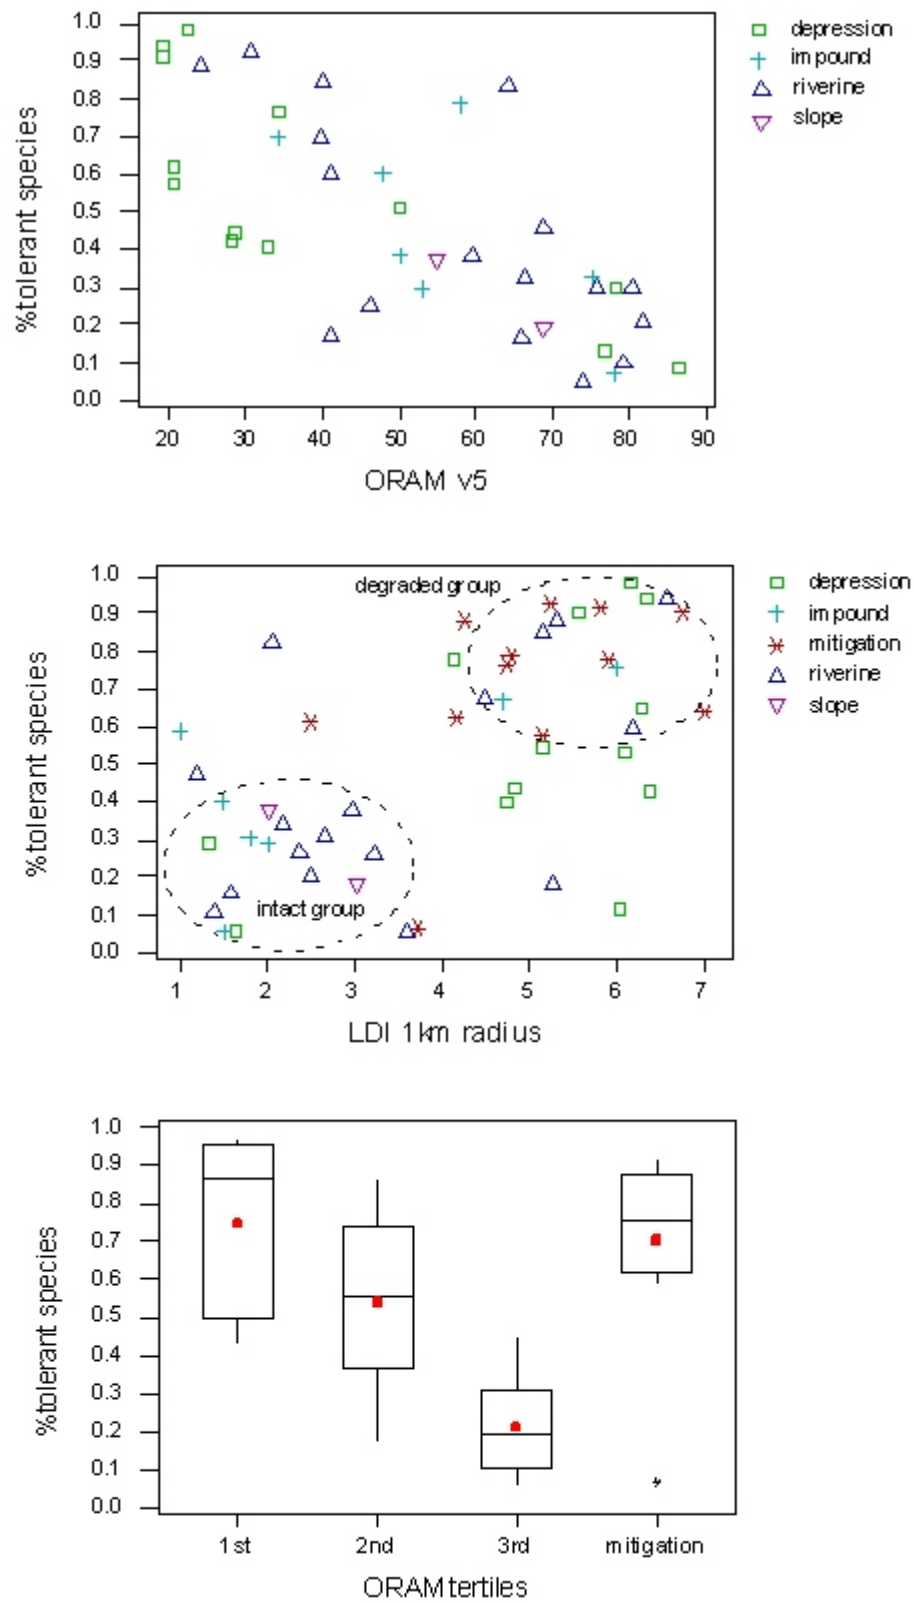 1.0
0.9
0.8
0.7
0.6
0.5
0.4
0.3
0.2
0.1
0.0
%tolerant species
20 30 40 50 60 70 80 90
ORAM v5
depression
impound
riverine
slope
1.0
0.9
0.8
0.7
0.6
0.5
0.4
0.3
0.2
0.1
0.0
%tolerant species
degraded group
intact group
1 2 3 4 5 6 7
LDI 1km radius
depression
impound
mitigation
riverine
slope
1.0
0.9
0.8
0.7
0.6
0.5
0.4
0.3
0.2
0.1
0.0
%tolerant species
1st 2nd 3rd mitigation
ORAM tertiles